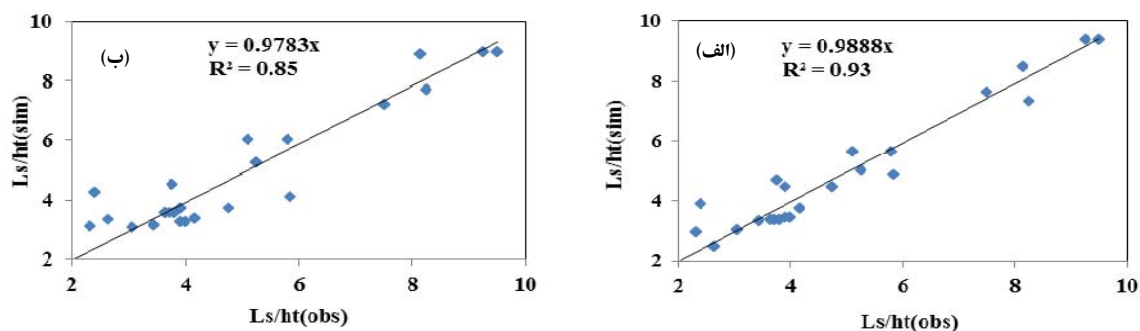 (الف)
y = 0.9888x
R² = 0.93
Ls/ht(sim)
10
8
6
4
2
2 4 6 8 10
Ls/ht(obs)
(ب)
y = 0.9783x
R² = 0.85
Ls/ht(sim)
10
8
6
4
2
2 4 6 8 10
Ls/ht(obs)